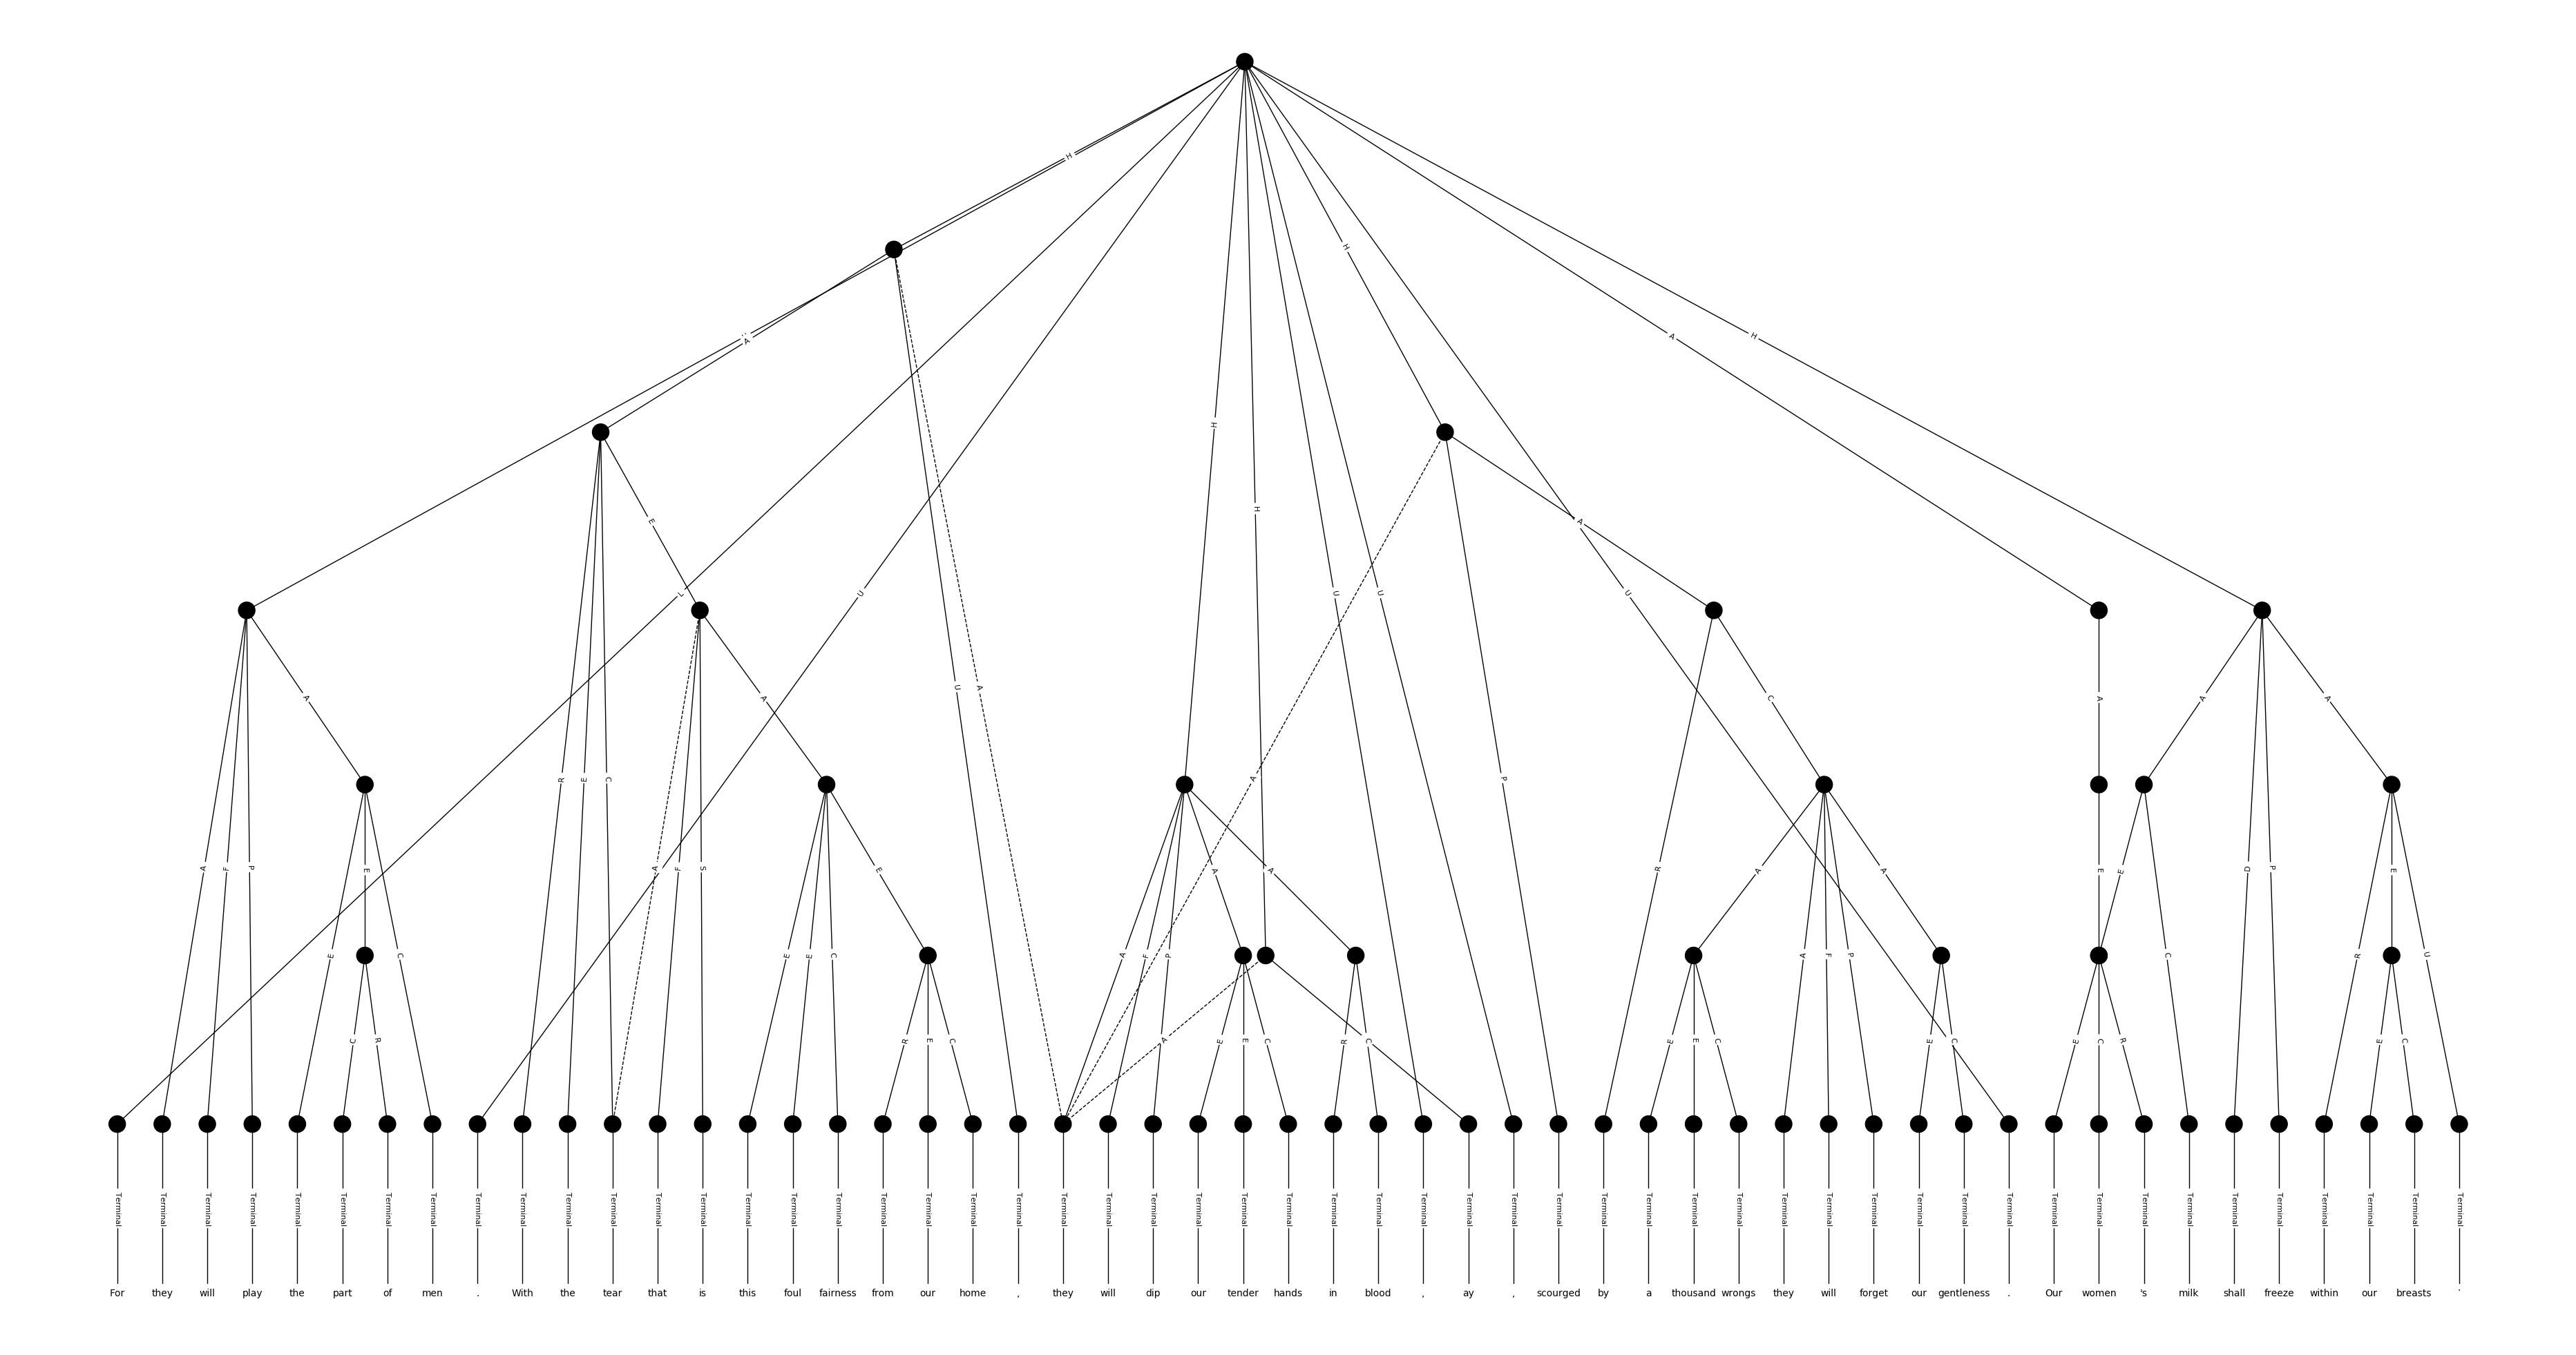 H
A
H
A
H
H
E
A
L
U
U
U
U
H
A
U
A
A
A
A
A
R
E
C
P
A
C
A
F
P
E
A
F
S
E
A
A
R
A
A
E
E
D
P
E
E
C
E
E
C
A
F
P
A
F
P
R
C
R
U
C
R
R
E
C
A
E
E
C
R
C
E
E
C
E
C
E
C
R
E
C
Terminal Terminal Terminal Terminal Terminal Terminal Terminal Terminal Terminal Terminal Terminal Terminal Terminal Terminal Terminal Terminal Terminal Terminal Terminal Terminal Terminal Terminal Terminal Terminal Terminal Terminal Terminal Terminal Terminal Terminal Terminal Terminal Terminal Terminal Terminal Terminal Terminal Terminal Terminal Terminal Terminal Terminal Terminal Terminal Terminal Terminal Terminal Terminal Terminal Terminal Terminal Terminal Terminal
For they will play the part of men . With the tear that is this foul fairness from our home , they will dip our tender hands in blood , ay , scourged by a thousand wrongs they will forget our gentleness . Our women 's milk shall freeze within our breasts '